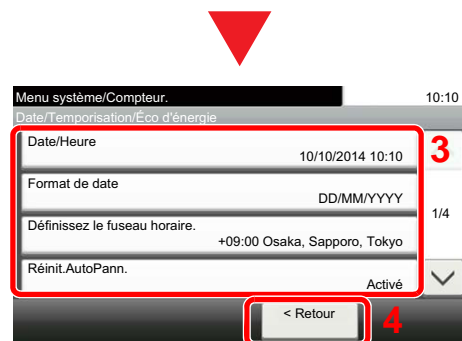 Menu système/Compteur.
10:10
Date/Temporisation/Éco d'énergie
Date/Heure
10/10/2014 10:10
3
Format de date
DD/MM/YYYY
1/4
Définissez le fuseau horaire.
+09:00 Osaka, Sapporo, Tokyo
Réinit.AutoPann.
Activé
< Retour
4